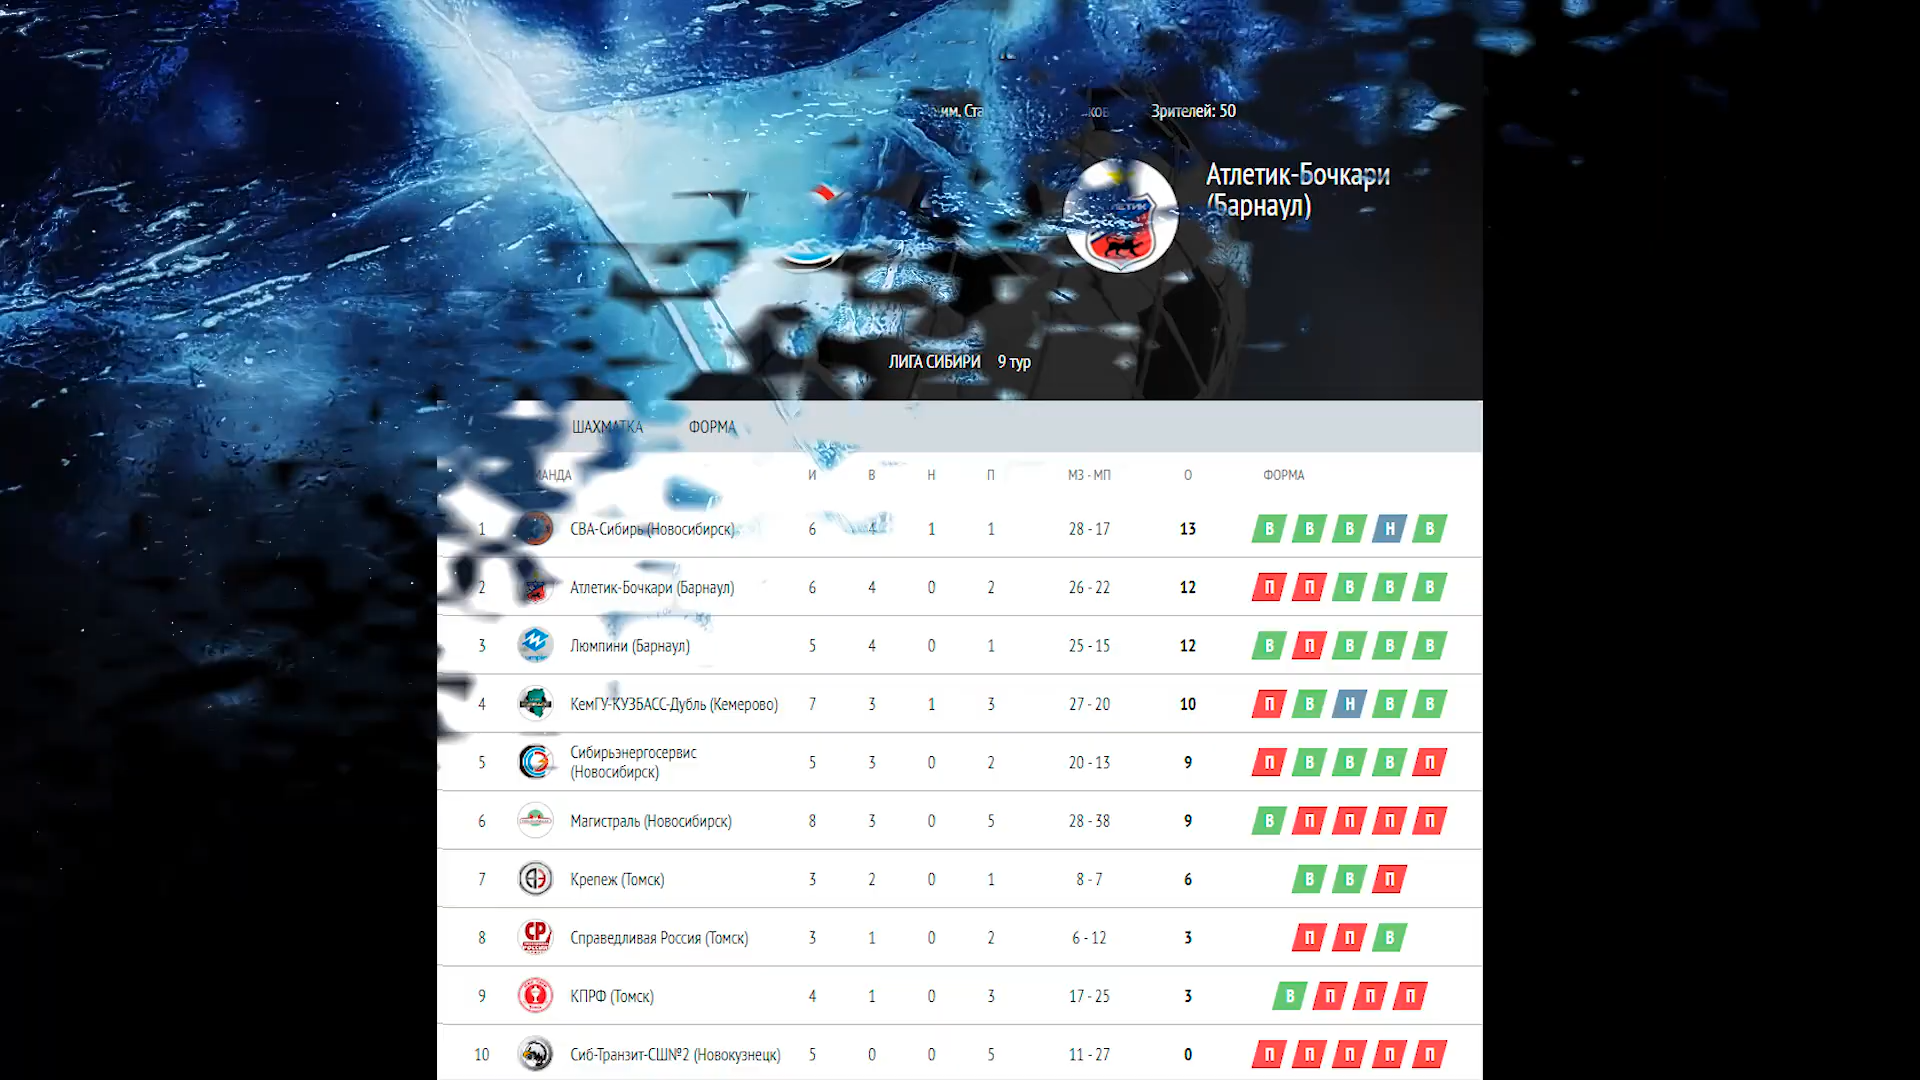 Зрителей: 50
Атлетик-Бочкари
(Барнаул)
ЛИГА СИБИРИ 9 тур
ШАХМАТКА ФОРМА
И В Н П МЗ - МП О ФОРМА
1 СВА-Сибирь (Новосибирск) 6 4 1 1 28 - 17 13 В В В Н В
2 Атлетик-Бочкари (Барнаул) 6 4 0 2 26 - 22 12 П П В В В
3 Люмпини (Барнаул) 5 4 0 1 25 - 15 12 В П В В В
4 КемГУ-КУЗБАСС-Дубль (Кемерово) 7 3 1 3 27 - 20 10 П В Н В В
5 Сибирьэнергосервис
(Новосибирск) 5 3 0 2 20 - 13 9 П В В В П
6 Магистраль (Новосибирск) 8 3 0 5 28 - 38 9 В П П П П
7 Крепеж (Томск) 3 2 0 1 8 - 7 6 В В П
8 Справедливая Россия (Томск) 3 1 0 2 6 - 12 3 П П В
9 КПРФ (Томск) 4 1 0 3 17 - 25 3 В П П П
10 Сиб-Транзит-СШ№2 (Новокузнецк) 5 0 0 5 11 - 27 0 П П П П П